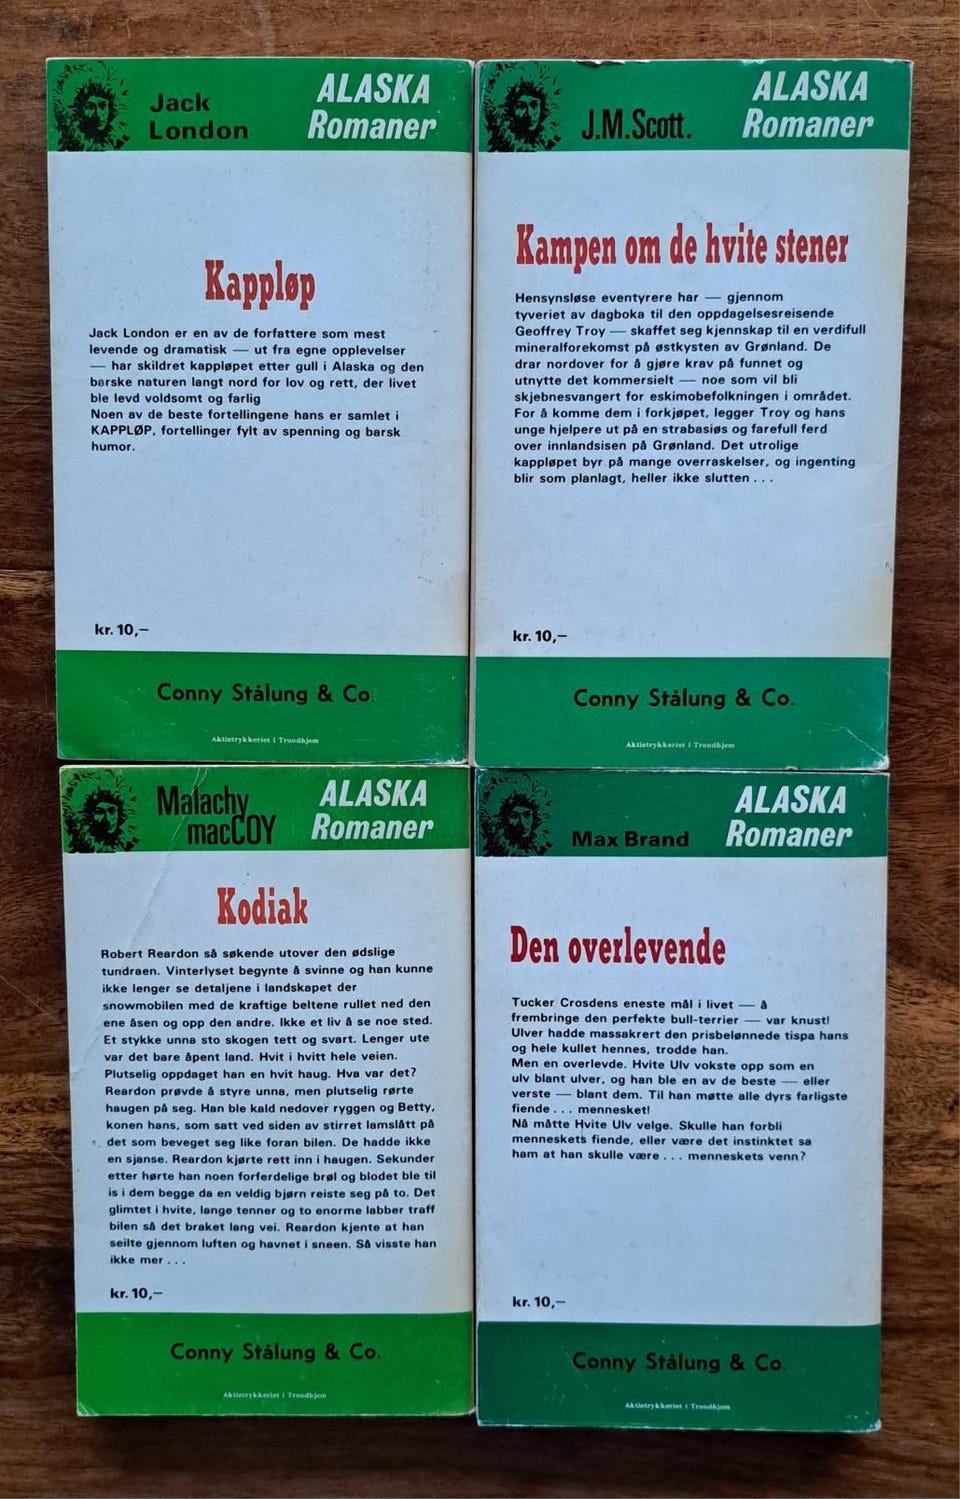 Jack
London
ALASKA
Romaner
Kappløp
Jack London er en av de forfattere som mest
levende og dramatisk — ut fra egne opplevelser
— har skildret kappløpet etter gull i Alaska og den
barske naturen langt nord for lov og rett, der livet
ble levd voldsomt og farlig
Noen av de beste fortellingene hans er samlet i
KAPPLØP, fortellinger fylt av spenning og barsk
humor.
kr. 10,—
Conny Stålung & Co.
Aktietrykkeriet i Trondhjem
J.M.Scott.
ALASKA
Romaner
Kampen om de hvite stener
Hensynsløse eventyrere har — gjennom
tyveriet av dagboka til den oppdagelsesreisende
Geoffrey Troy — skaffet seg kjennskap til en verdifull
mineralforekomst på østkysten av Grønland. De
drar nordover for å gjøre krav på funnet og
utnytte det kommersielt — noe som vil bli
skjebnesvangert for eskimobefolkningen i området.
For å komme dem i forkjøpet, legger Troy og hans
unge hjelpere ut på en strabasiøs og farefull ferd
over innlandsisen på Grønland. Det utrolige
kappløpet byr på mange overraskelser, og ingenting
blir som planlagt, heller ikke slutten . . .
kr. 10,—
Conny Stålung & Co.
Aktietrykkeriet i Trondhjem
Malachy
macCOY
ALASKA
Romaner
Kodiak
Robert Reardon så søkende utover den ødslige
tundraen. Vinterlyset begynte å svinne og han kunne
ikke lenger se detaljene i landskapet der
snowmobilen med de kraftige beltene rullet ned den
ene åsen og opp den andre. Ikke et liv å se noe sted.
Et stykke unna sto skogen tett og svart. Lenger ute
var det bare åpent land. Hvit i hvitt hele veien.
Plutselig oppdaget han en hvit haug. Hva var det?
Reardon prøvde å styre unna, men plutselig rørte
haugen på seg. Han ble kald nedover ryggen og Betty,
konen hans, som satt ved siden av stirret lamslått på
det som beveget seg like foran bilen. De hadde ikke
en sjanse. Reardon kjørte rett inn i haugen. Sekunder
etter hørte han noen forferdelige brøl og blodet ble til
is i dem begge da en veldig bjørn reiste seg på to. Det
glimtet i hvite, lange tenner og to enorme labber traff
bilen så det braket lang vei. Reardon kjente at han
seilte gjennom luften og havnet i sneen. Så visste han
ikke mer . . .
kr. 10,—
Conny Stålung & Co.
Aktietrykkeriet i Trondhjem
Max Brand
ALASKA
Romaner
Den overlevende
Tucker Crosdens eneste mål i livet — å
frembringe den perfekte bull-terrier — var knust!
Ulver hadde massakrert den prisbelønnede tispa hans
og hele kullet hennes, trodde han.
Men en overlevde. Hvite Ulv vokste opp som en
ulv blant ulver, og han ble en av de beste — eller
verste — blant dem. Til han møtte alle dyrs farligste
fiende . . . mennesket!
Nå måtte Hvite Ulv velge. Skulle han forbli
menneskets fiende, eller være det instinktet sa
ham at han skulle være . . . menneskets venn?
kr. 10,—
Conny Stålung & Co.
Aktietrykkeriet i Trondhjem